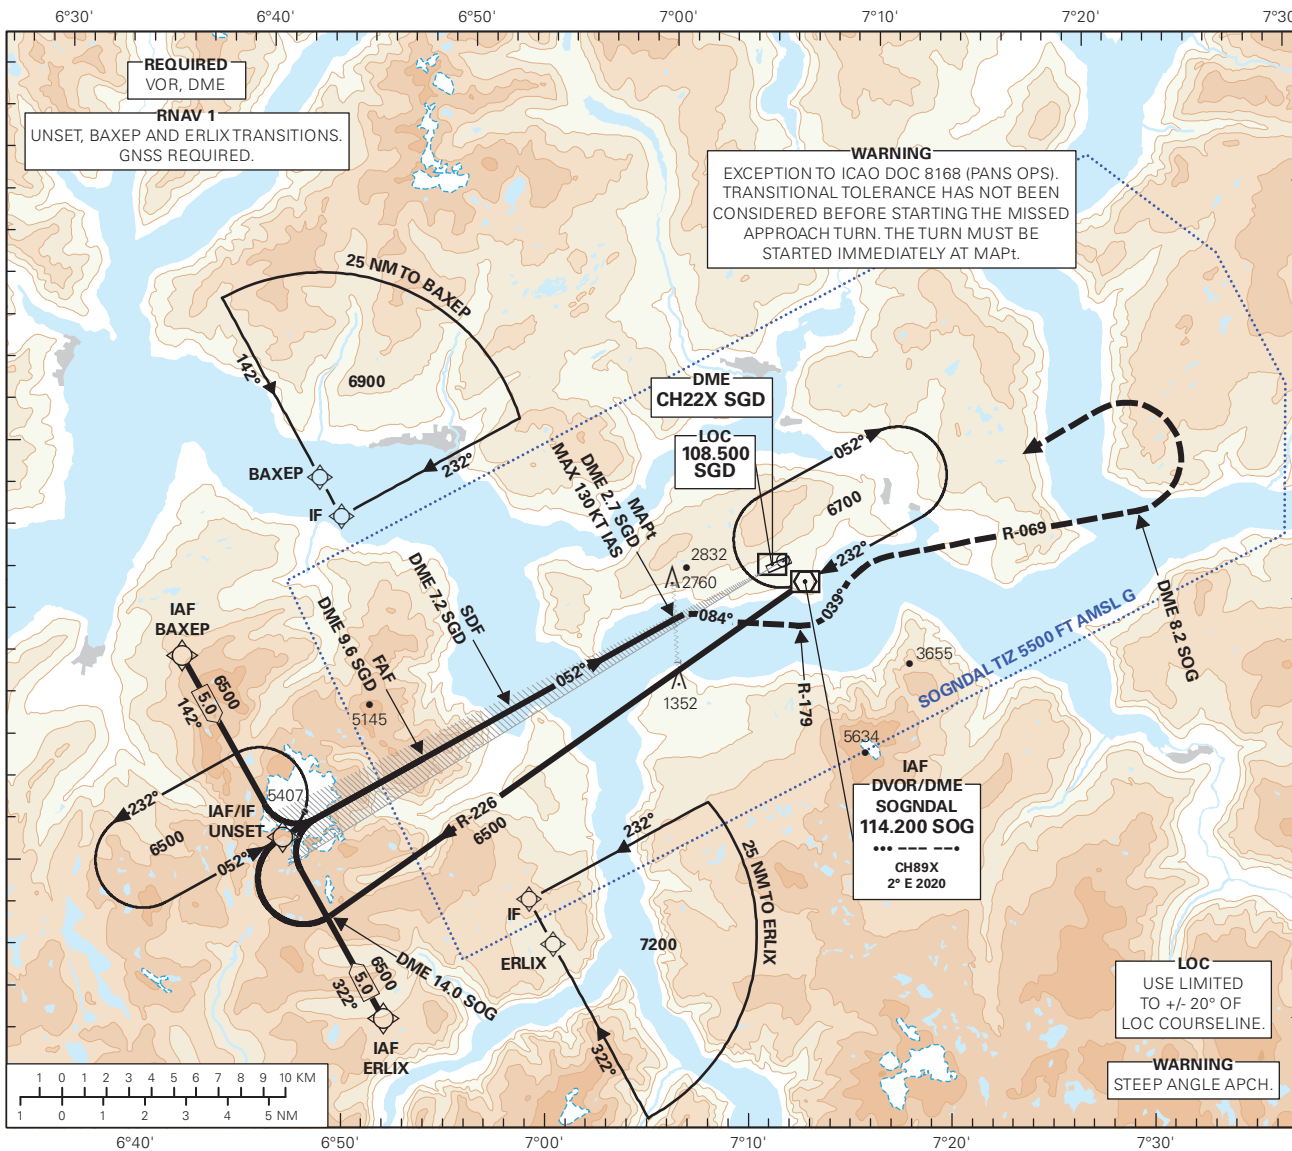 6°30' 6°40' 6°50' 7°00' 7°10' 7°20' 7°30
REQUIRED
VOR, DME
RNAV 1
UNSET, BAXEP AND ERLIX TRANSITIONS.
GNSS REQUIRED.
WARNING
EXCEPTION TO ICAO DOC 8168 (PANS OPS).
TRANSITIONAL TOLERANCE HAS NOT BEEN
CONSIDERED BEFORE STARTING THE MISSED
APPROACH TURN. THE TURN MUST BE
STARTED IMMEDIATELY AT MAPt.
25 NM TO BAXEP
142°
6900
232°
BAXEP
IF
DME
CH22X SGD
LOC
108.500
SGD
052°
6700
232°
MAPt
DME 2.7 SGD
MAX 130 KT IAS
2832
2760
R-069
039°
084°
DME 8.2 SOG
SDF
DME 7.2 SGD
FAF
DME 9.6 SGD
5145
052°
1352
R-179
3655
SOGNDAL TIZ 5500 FT AMSL G
5634
IAF
BAXEP
6500
5.0
142°
5407
IAF/IF
UNSET
232°
6500
052°
R-226
6500
IAF
DVOR/DME
SOGNDAL
114.200 SOG
CH89X
2° E 2020
232°
25 NM TO ERLIX
7200
IF
ERLIX
322°
DME 14.0 SOG
6500
5.0
322°
IAF
ERLIX
LOC
USE LIMITED
TO +/- 20° OF
LOC COURSELINE.
WARNING
STEEP ANGLE APCH.
1 0 1 2 3 4 5 6 7 8 9 10 KM
1 0 1 2 3 4 5 NM
6°40' 6°50' 7°00' 7°10' 7°20' 7°30'